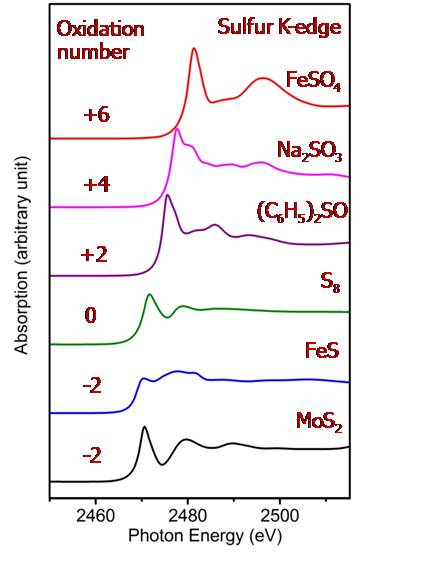 Oxidation Sulfur K-edge
number
FeSO₄
+6
Na₂SO₃
+4
(C₆H₅)₂SO
+2
S₈
0
FeS
-2
MoS₂
-2
2460 2480 2500
Photon Energy (eV)
Absorption (arbitrary unit)